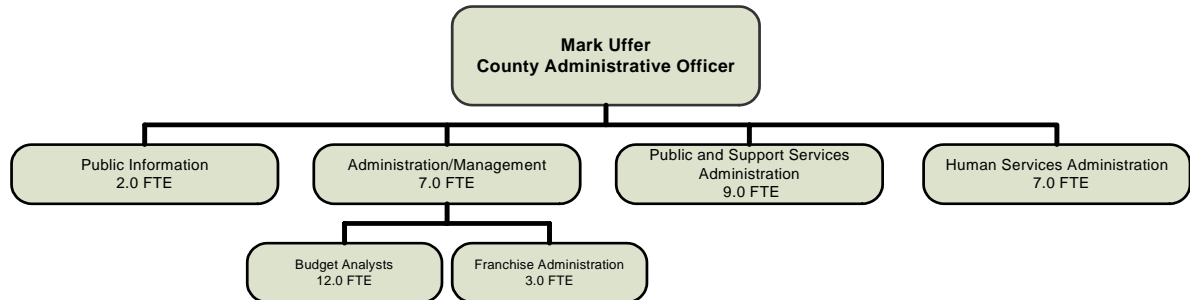 Mark Uffer
County Administrative Officer
Public Information
2.0 FTE
Administration/Management
7.0 FTE
Public and Support Services
Administration
9.0 FTE
Human Services Administration
7.0 FTE
Budget Analysts
12.0 FTE
Franchise Administration
3.0 FTE